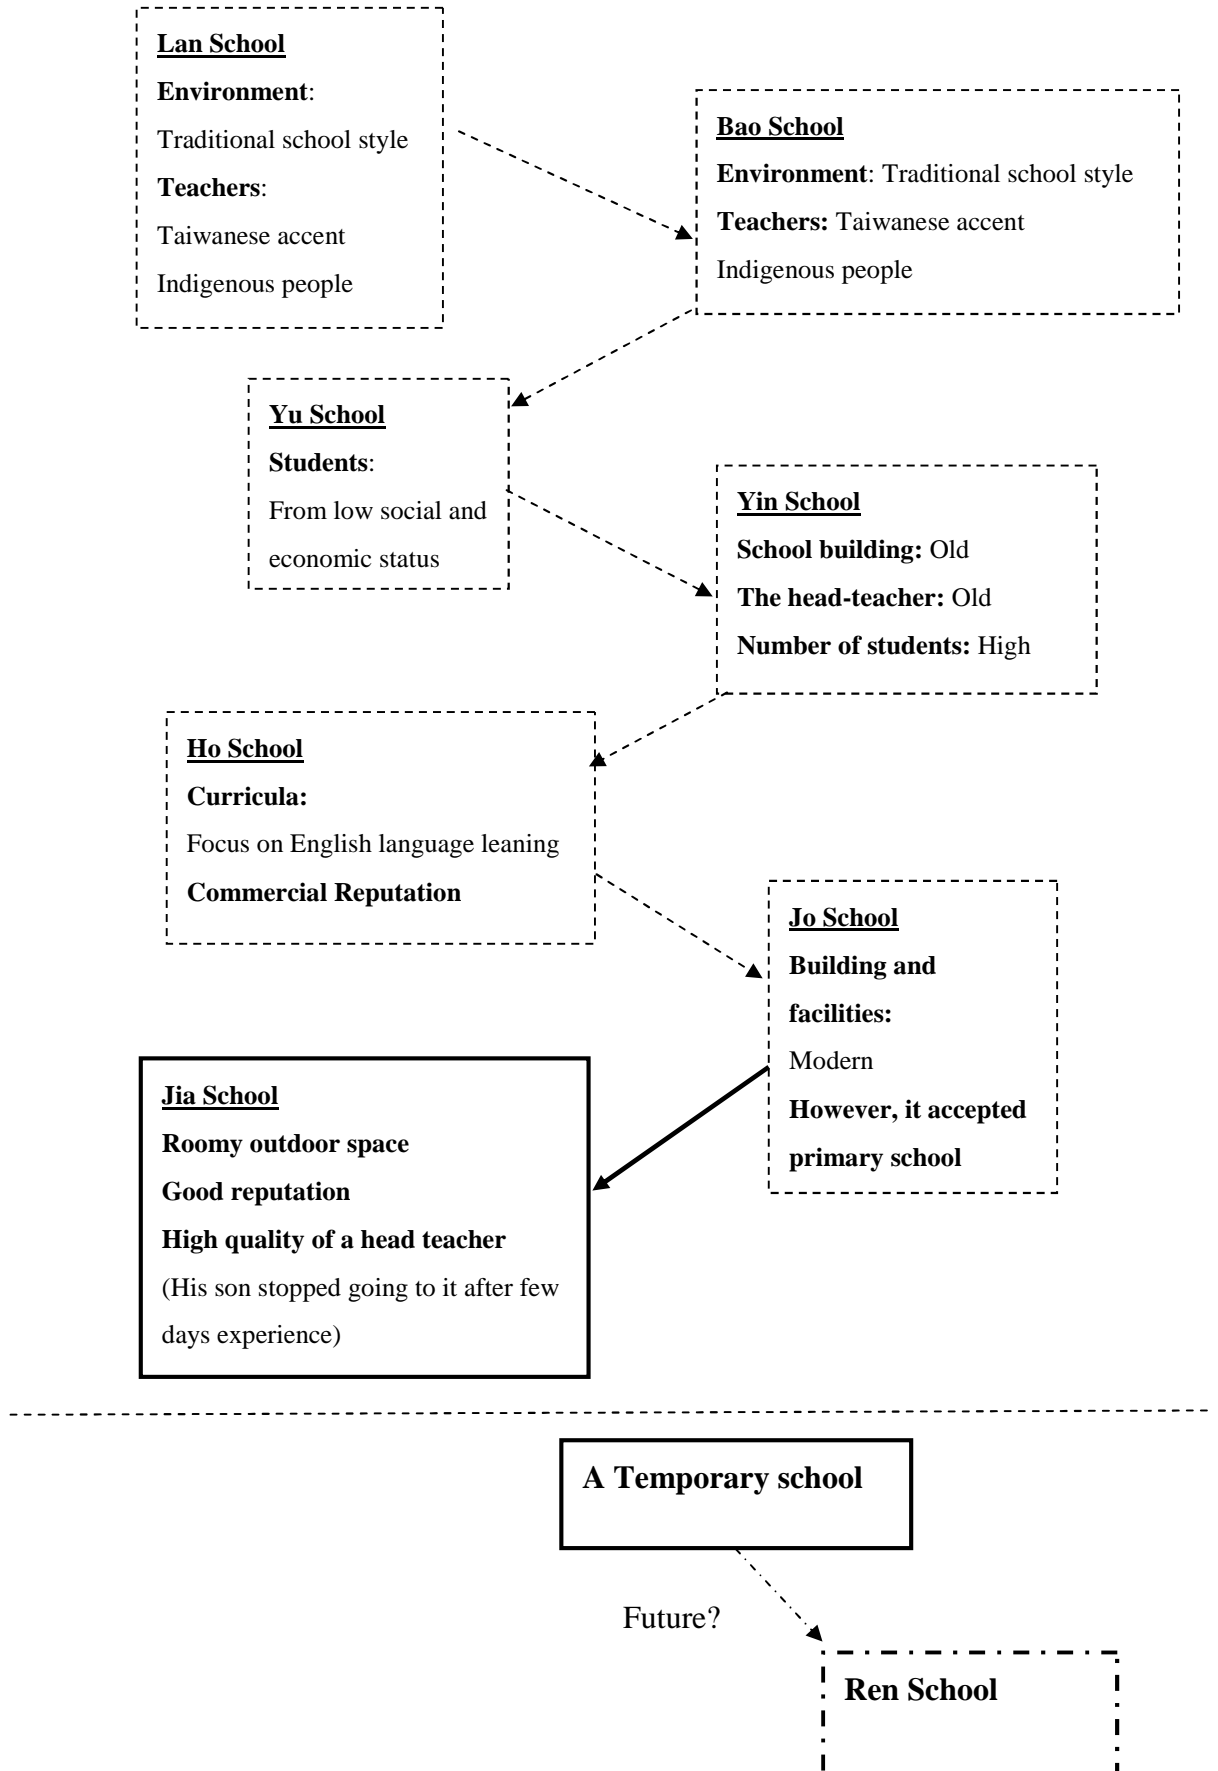 Lan School
Environment:
Traditional school style
Teachers:
Taiwanese accent
Indigenous people
Bao School
Environment: Traditional school style
Teachers: Taiwanese accent
Indigenous people
Yu School
Students:
From low social and
economic status
Yin School
School building: Old
The head-teacher: Old
Number of students: High
Ho School
Curricula:
Focus on English language leaning
Commercial Reputation
Jo School
Building and
facilities:
Modern
However, it accepted
primary school
Jia School
Roomy outdoor space
Good reputation
High quality of a head teacher
(His son stopped going to it after few
days experience)
A Temporary school
Future?
Ren School